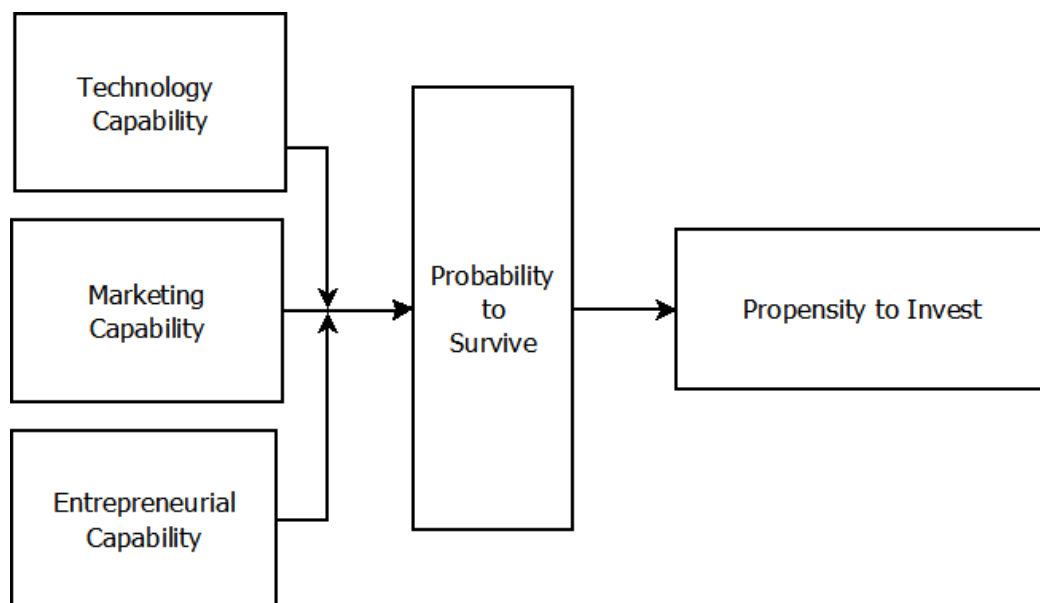 Technology
Capability
Marketing
Capability
Entrepreneurial
Capability
Probability
to
Survive
Propensity to Invest